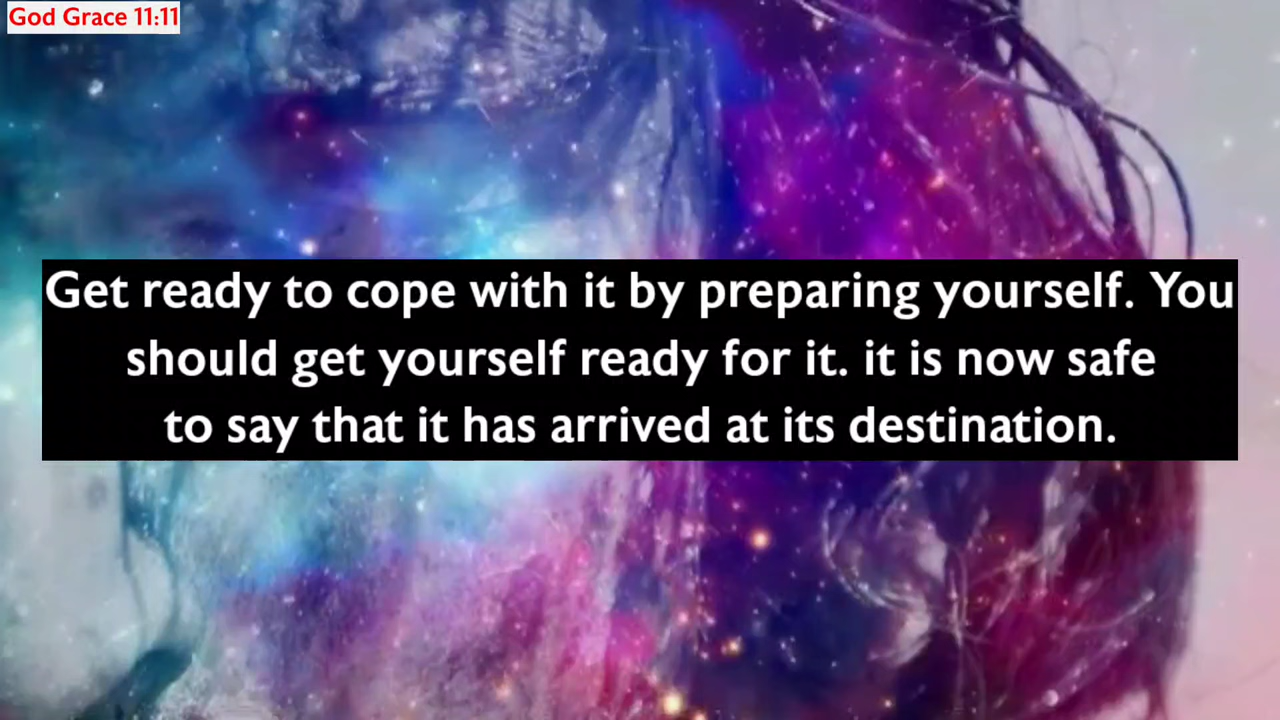 God Grace 11:11
Get ready to cope with it by preparing yourself. You
should get yourself ready for it. it is now safe
to say that it has arrived at its destination.